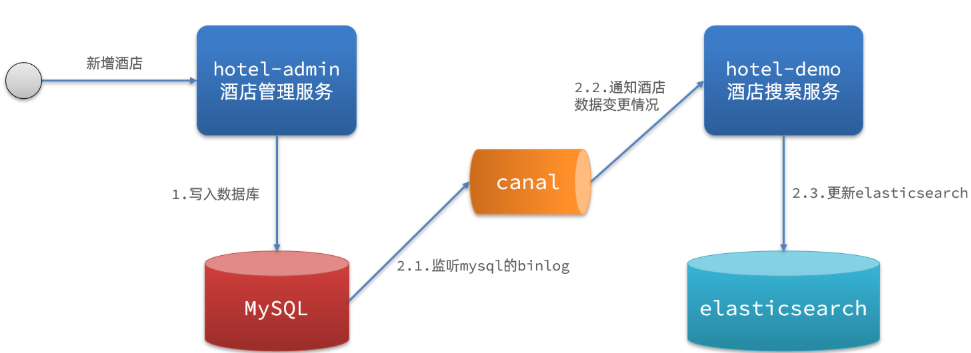 新增酒店
hotel-admin
酒店管理服务
hotel-demo
酒店搜索服务
2.2.通知酒店
数据变更情况
canal
1.写入数据库
2.3.更新elasticsearch
2.1.监听mysql的binlog
MySQL
elasticsearch